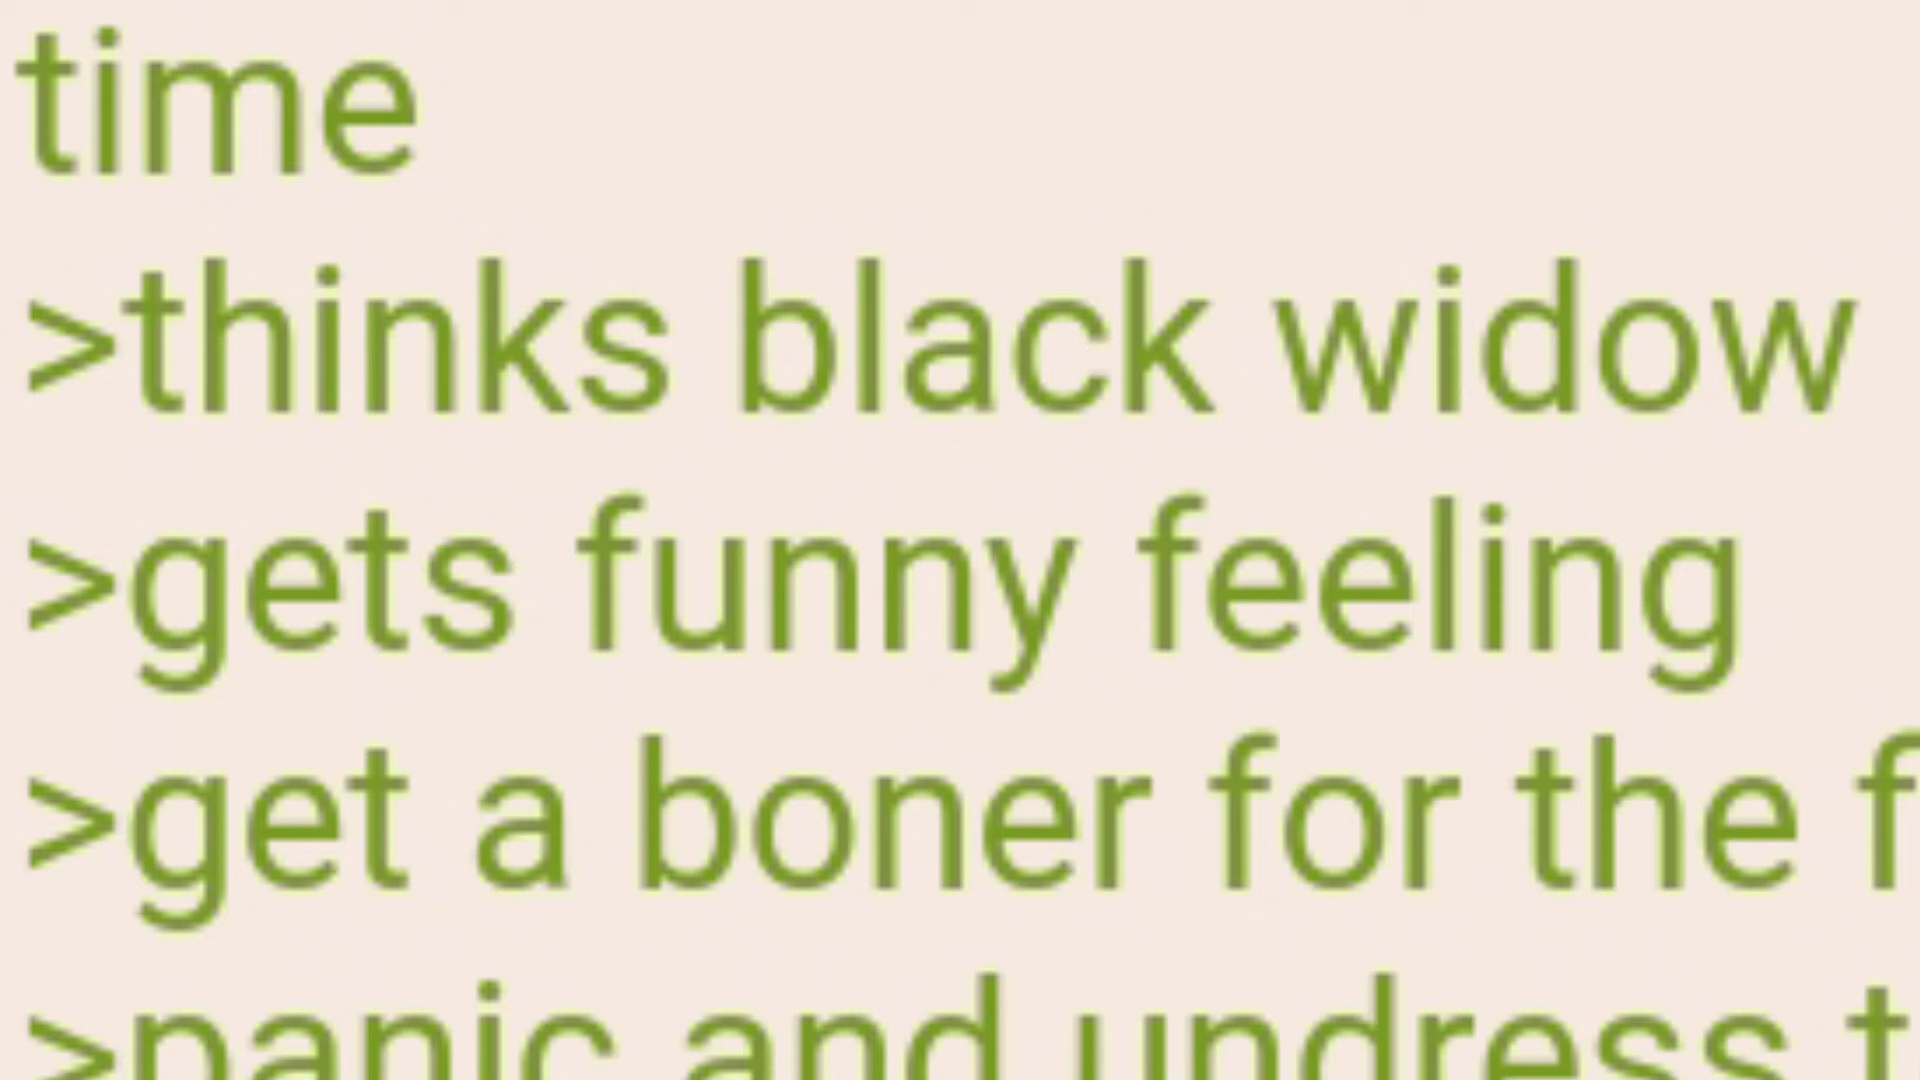 time
>thinks black widow
>gets funny feeling
>get a boner for the f
>panic and undress t